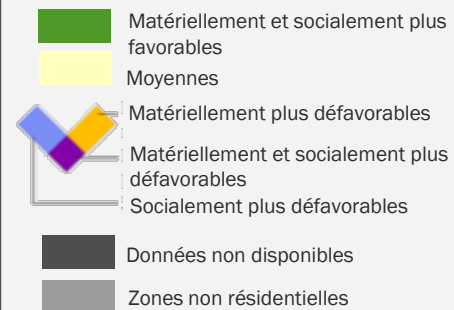 Matériellement et socialement plus
favorables
Moyennes
Matériellement plus défavorables
Matériellement et socialement plus
défavorables
Socialement plus défavorables
Données non disponibles
Zones non résidentielles